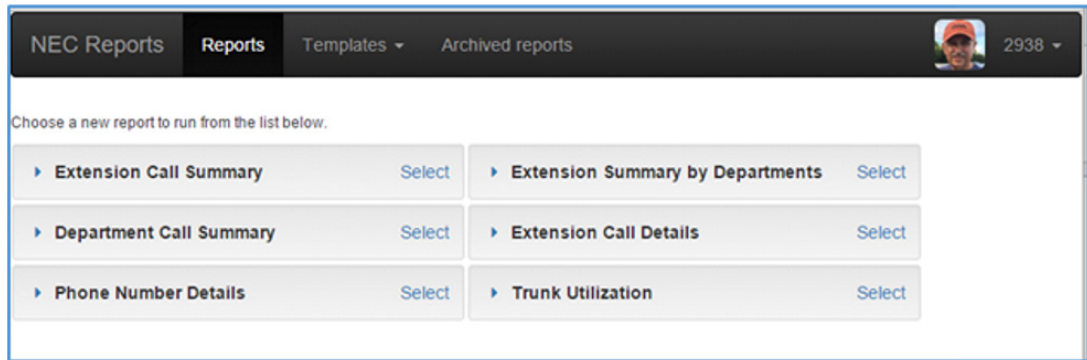 NEC Reports Reports Templates Archived reports 2938
Choose a new report to run from the list below.
Extension Call Summary Select Extension Summary by Departments Select
Department Call Summary Select Extension Call Details Select
Phone Number Details Select Trunk Utilization Select